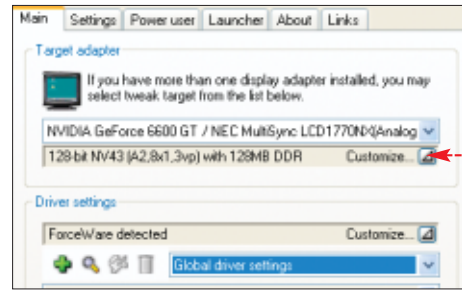 Main Settings Power user Launcher About Links
Target adapter
If you have more than one display adapter installed, you may
select tweak target from the list below.
NVIDIA GeForce 6600 GT / NEC MultiSync LCD1770NX(Analog
128-bit NV43 (A2,8x1,3vp) with 128MB DDR Customize...
Driver settings
ForceWare detected Customize...
Global driver settings